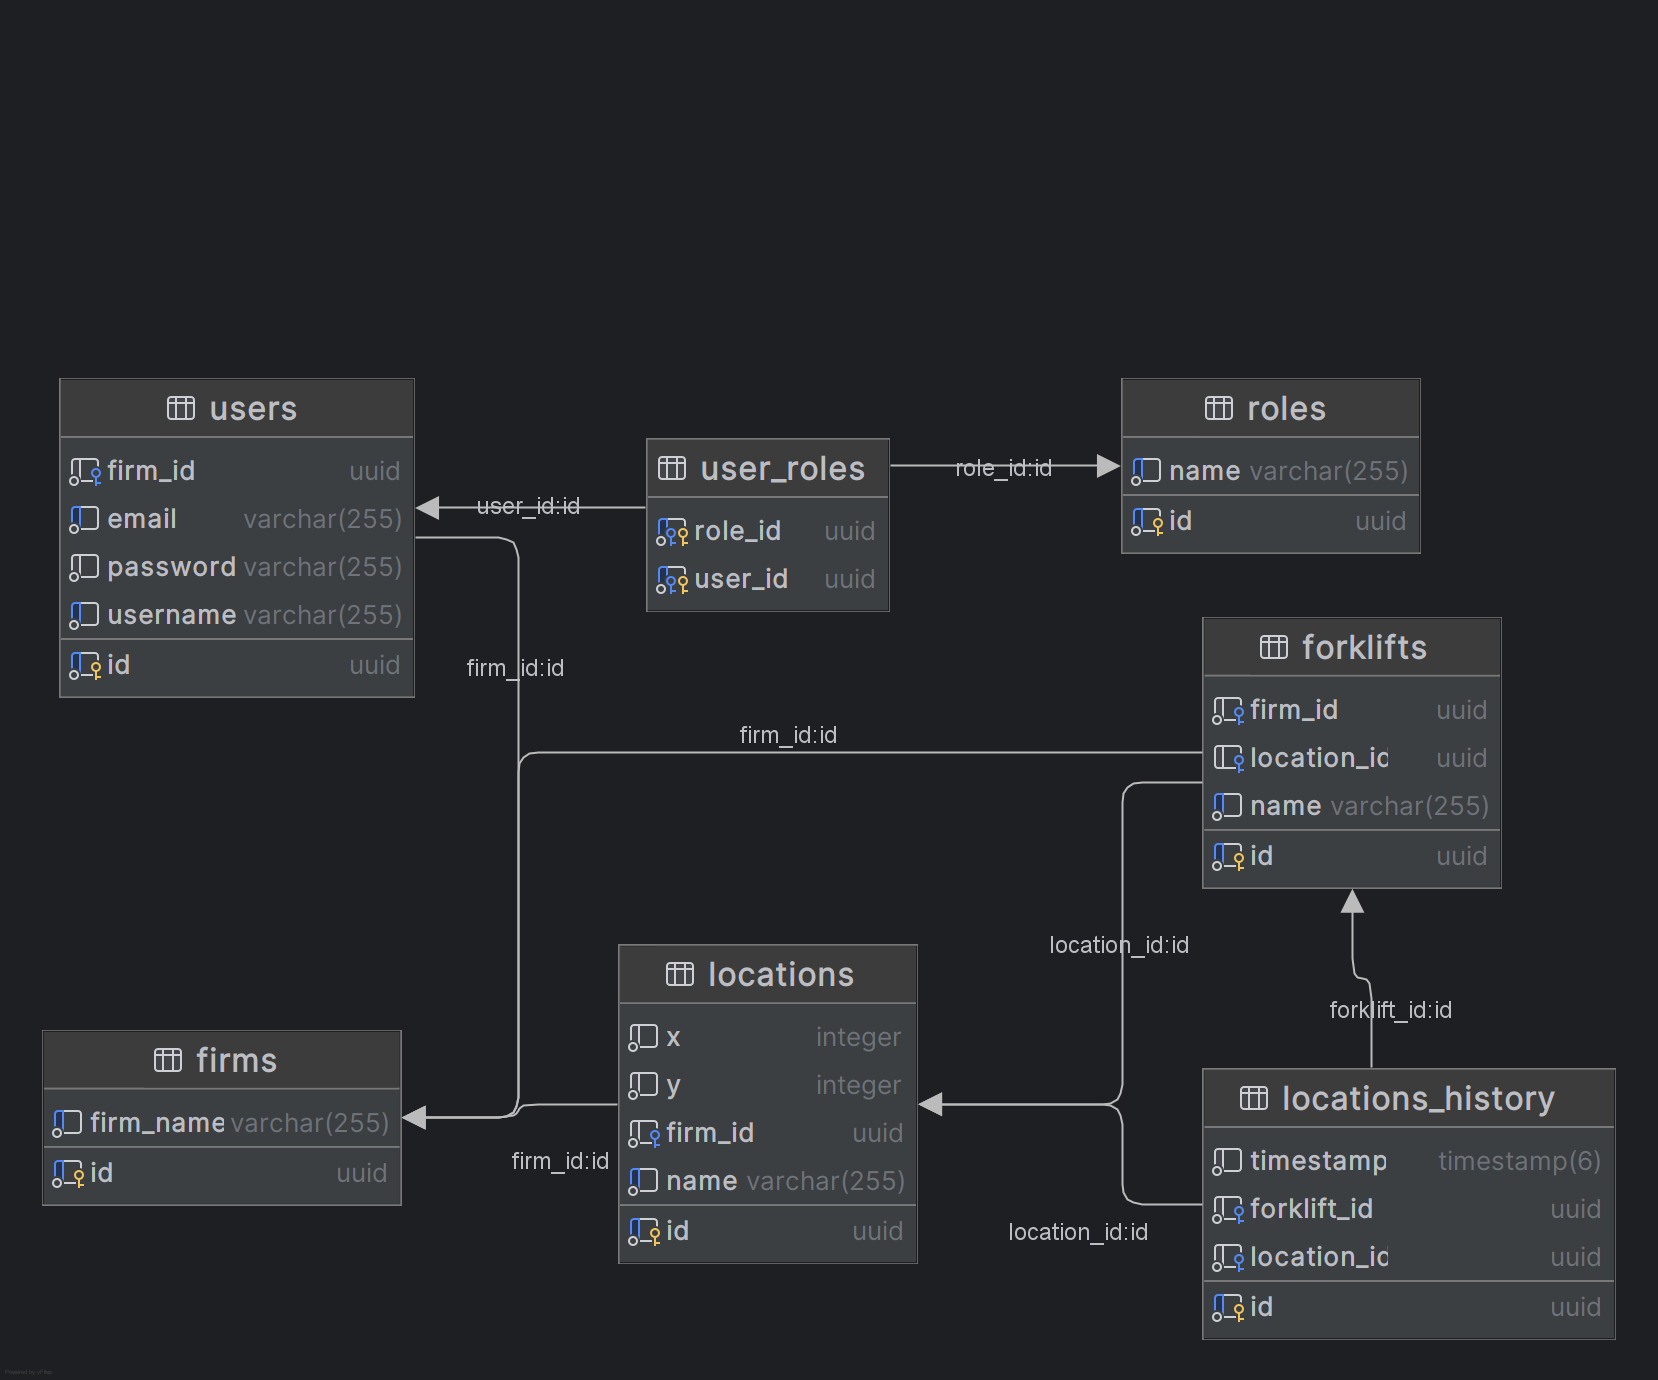 users
firm_id uuid
email varchar(255)
password varchar(255)
username varchar(255)
id uuid
user_id:id
user_roles
role_id uuid
user_id uuid
role_id:id
roles
name varchar(255)
id uuid
firm_id:id
firm_id:id
forklifts
firm_id uuid
location_id uuid
name varchar(255)
id uuid
location_id:id
forklift_id:id
firms
firm_name varchar(255)
id uuid
firm_id:id
locations
x integer
y integer
firm_id uuid
name varchar(255)
id uuid
location_id:id
locations_history
timestamp timestamp(6)
forklift_id uuid
location_id uuid
id uuid